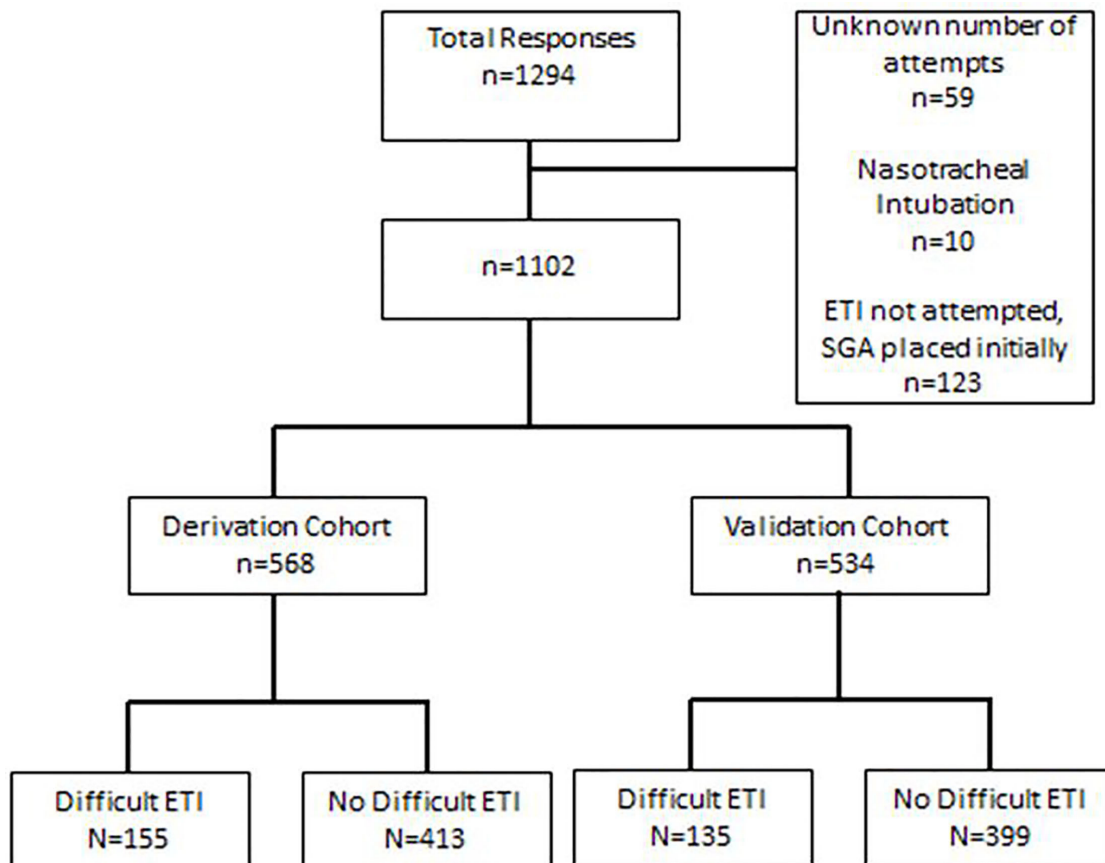 Total Responses
n=1294
Unknown number of
attempts
n=59
Nasotracheal
Intubation
n=10
ETI not attempted,
SGA placed initially
n=123
n=1102
Derivation Cohort
n=568
Validation Cohort
n=534
Difficult ETI
N=155
No Difficult ETI
N=413
Difficult ETI
N=135
No Difficult ETI
N=399